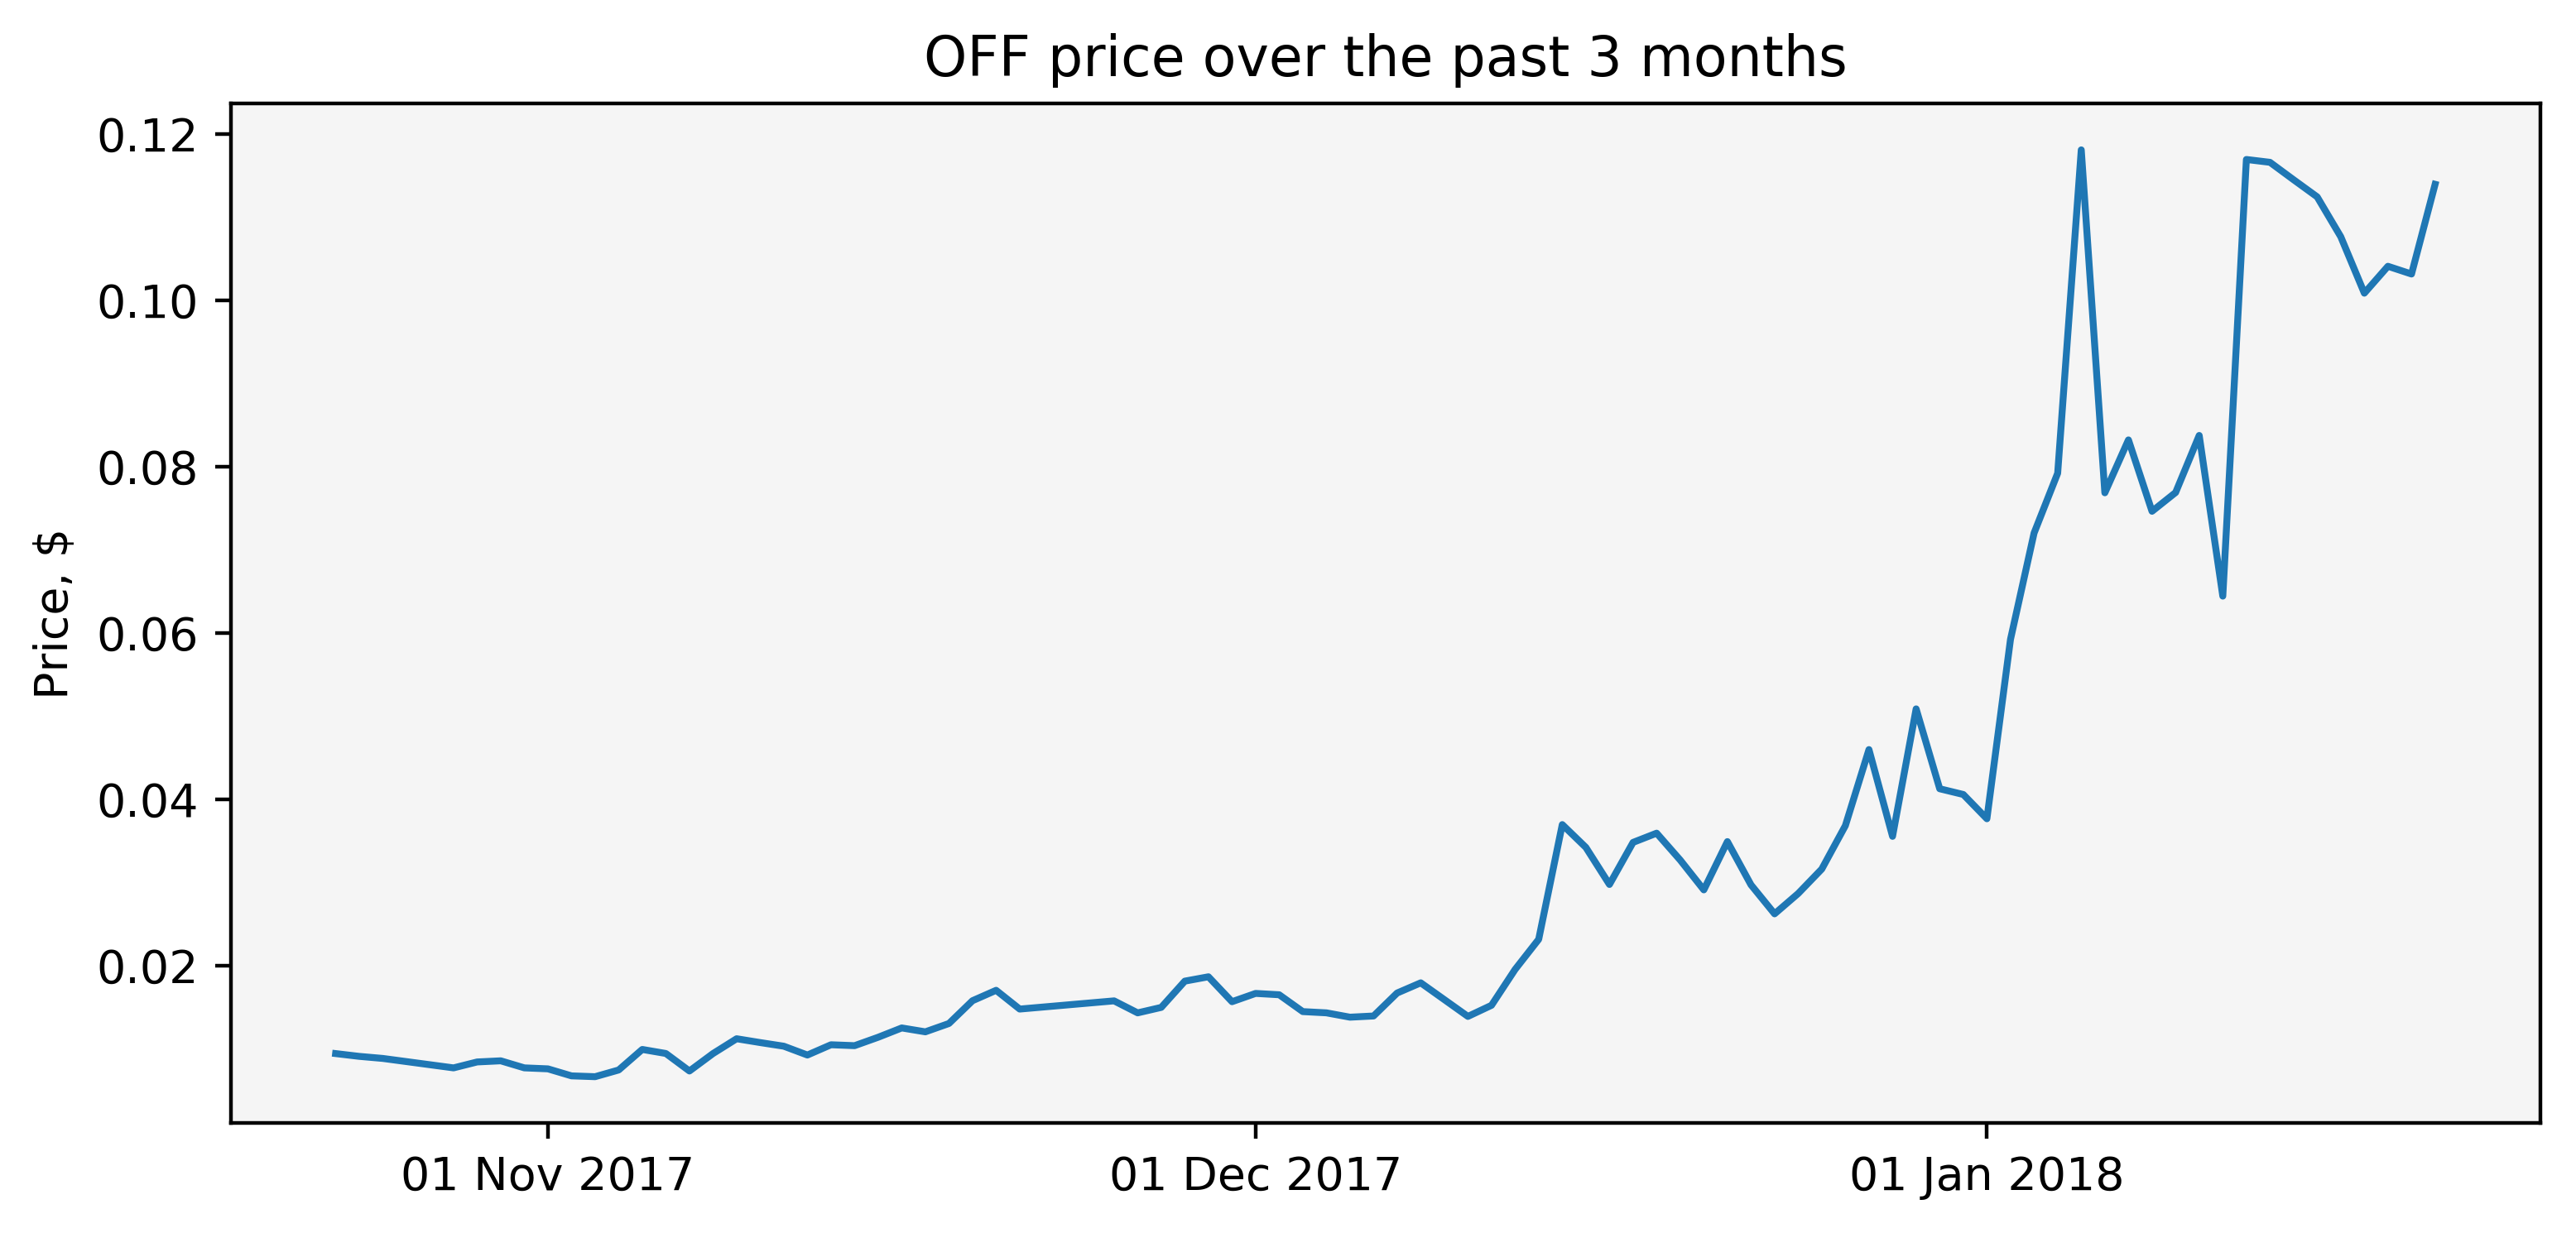 OFF price over the past 3 months
Price, $
0.12
0.10
0.08
0.06
0.04
0.02
01 Nov 2017
01 Dec 2017
01 Jan 2018